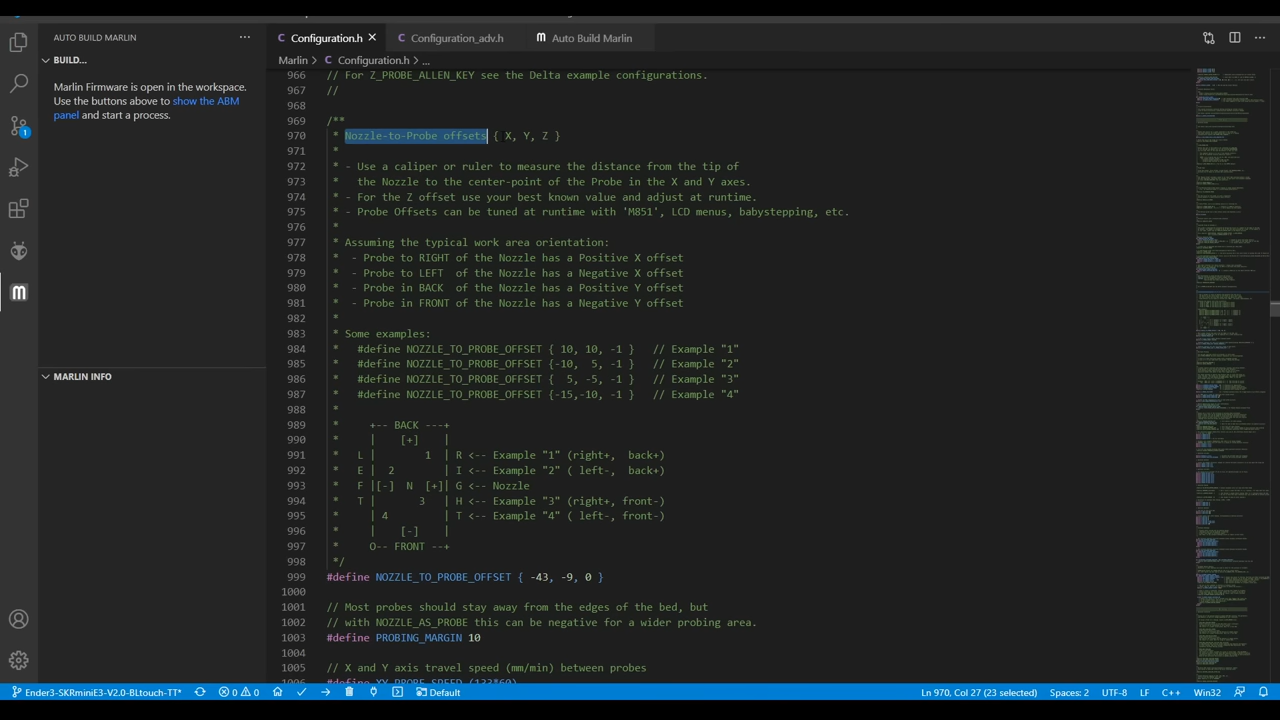 AUTO BUILD MARLIN
Configuration.h
Configuration_adv.h
Auto Build Marlin
BUILD...
Marlin Firmware is open in the workspace.
Use the buttons above to show the ABM
panel and start a process.
1
MARLIN INFO
Marlin > Configuration.h > ...
966 // For Z_PROBE_ALLEN_KEY see the Delta example configurations.
967 //
968
969 /**
970  * Nozzle-to-Probe offsets { X, Y, Z }
971  *
972  * - Use a caliper or ruler to measure the distance from the tip of
973  *   the Nozzle to the center-point of the Probe in the X and Y axes.
974  * - For the Z offset use your best known value and adjust at runtime.
975  * - Probe Offsets can be tuned at runtime with 'M851', LCD menus, babystepping, etc.
976  *
977  * Assuming the typical work area orientation:
978  *  - Probe to RIGHT of the Nozzle has a Positive X offset
979  *  - Probe to LEFT  of the Nozzle has a Negative X offset
980  *  - Probe in BACK  of the Nozzle has a Positive Y offset
981  *  - Probe in FRONT of the Nozzle has a Negative Y offset
982  *
983  * Some examples:
984  *   #define NOZZLE_TO_PROBE_OFFSET { 10, 10, -1 }   // Example "1"
985  *   #define NOZZLE_TO_PROBE_OFFSET {-10,  5, -1 }   // Example "2"
986  *   #define NOZZLE_TO_PROBE_OFFSET {  5, -5, -1 }   // Example "3"
987  *   #define NOZZLE_TO_PROBE_OFFSET {-15,-10, -1 }   // Example "4"
988  *
989  *     +-- BACK ---+
990  *     |    [+]    |
991  *   L |        1  | R <-- Example "1" (right+,  back+)
992  *   E |  2        | I <-- Example "2" ( left-,  back+)
993  *   F |[-]  N  [+]| G <-- Nozzle
994  *   T |       3   | H <-- Example "3" (right+, front-)
995  *     | 4         | T <-- Example "4" ( left-, front-)
996  *     |    [-]    |
997  *     O-- FRONT --+
998  */
999 #define NOZZLE_TO_PROBE_OFFSET { -43, -9, 0 }
1000
1001 // Most probes should stay away from the edges of the bed, but
1002 // with NOZZLE_AS_PROBE this can be negative for a wider probing area.
1003 #define PROBING_MARGIN 10
1004
1005 // X and Y axis travel speed (mm/min) between probes
1006 #define XY_PROBE_SPEED (133*60)
Ender3-SKRminiE3-V2.0-BLtouch-TT* 0 0 Default Ln 970, Col 27 (23 selected) Spaces: 2 UTF-8 LF C++ Win32